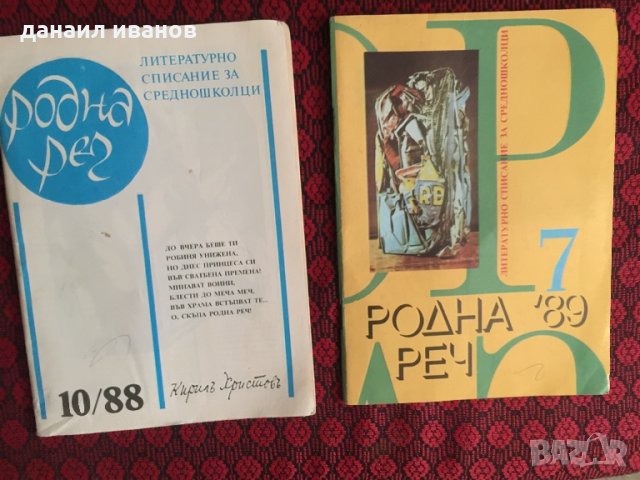 данаил иванов
родна
реч
ЛИТЕРАТУРНО
СПИСАНИЕ ЗА
СРЕДНОШКОЛЦИ
ДО ВЧЕРА БЕШЕ ТИ
РОБИНЯ УНИЖЕНА,
НО ДНЕС ПРИНЦЕСА СИ
ВЪВ СВАТБЕНА ПРЕМЕНА!
МИНАВАТ ВОЙНИ,
БЛЕСТИ ДО МЕЧА МЕЧ,
ВЪВ ХРАМА ВСТЪПВАТ ТЕ...
О, СКЪПА РОДНА РЕЧ!
Кирилъ Христовъ
10/88
Р
ЛИТЕРАТУРНО СПИСАНИЕ ЗА СРЕДНОШКОЛЦИ
RB
7
'89
РОДНА
РЕЧ
BAZAR